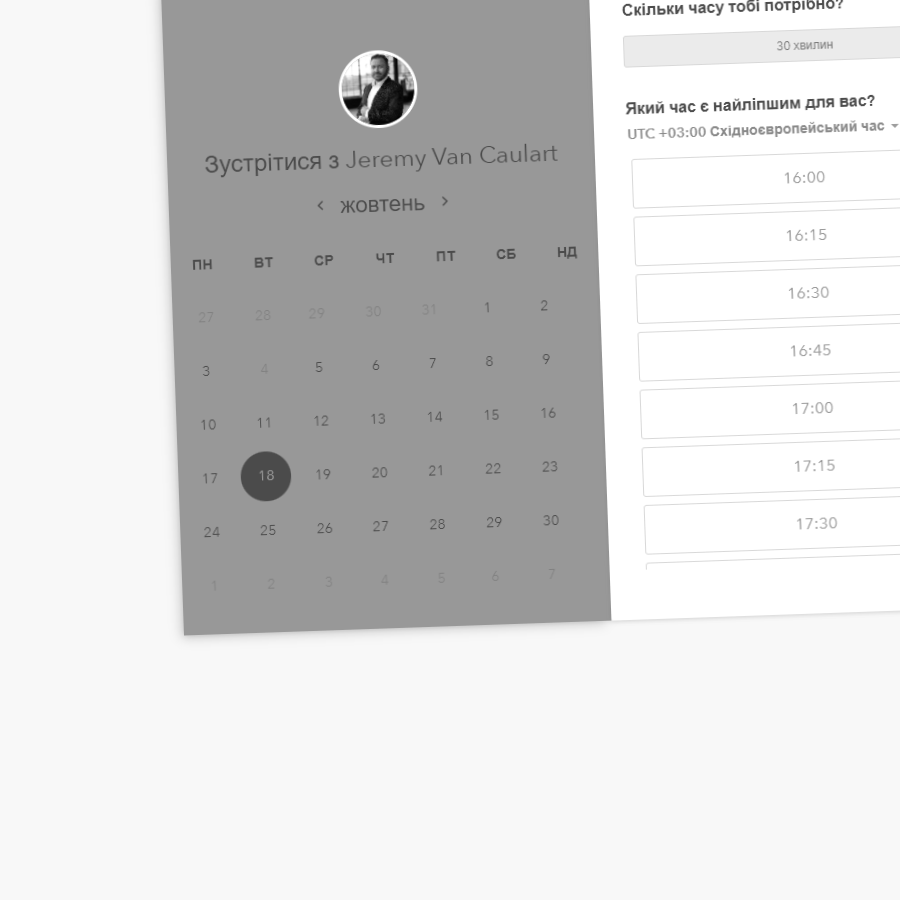 Зустрітися з Jeremy Van Caulart
‹ жовтень ›
ПН ВТ СР ЧТ ПТ СБ НД
27 28 29 30 31 1 2
3 4 5 6 7 8 9
10 11 12 13 14 15 16
17 18 19 20 21 22 23
24 25 26 27 28 29 30
1 2 3 4 5 6 7
Скільки часу тобі потрібно?
30 хвилин
Який час є найліпшим для вас?
UTC +03:00 Східноєвропейський час
16:00
16:15
16:30
16:45
17:00
17:15
17:30